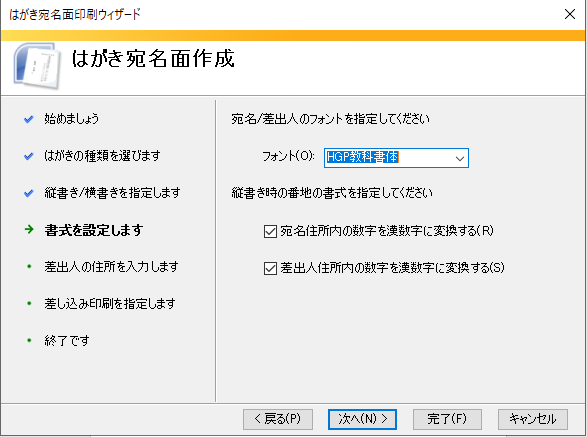 はがき宛名面印刷ウィザード
はがき宛名面作成
始めましょう
はがきの種類を選びます
縦書き/横書きを指定します
書式を設定します
差出人の住所を入力します
差し込み印刷を指定します
終了です
宛名/差出人のフォントを指定してください
フォント(O): HGP教科書体
縦書き時の番地の書式を指定してください
宛名住所内の数字を漢数字に変換する(R)
差出人住所内の数字を漢数字に変換する(S)
< 戻る(P) 次へ(N) > 完了(F) キャンセル